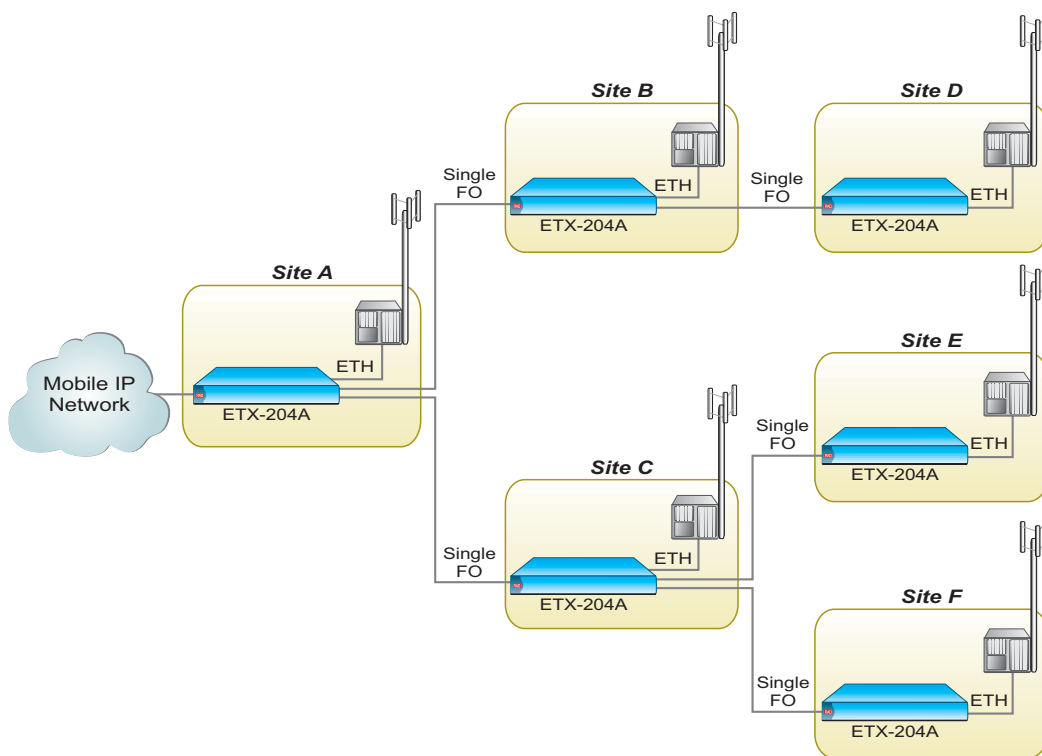 Site B
Single
FO
ETH
ETX-204A
Site D
Single
FO
ETH
ETX-204A
Site A
Mobile IP
Network
ETH
ETX-204A
Site E
Single
FO
ETH
ETX-204A
Site C
Single
FO
ETH
ETX-204A
Site F
Single
FO
ETH
ETX-204A